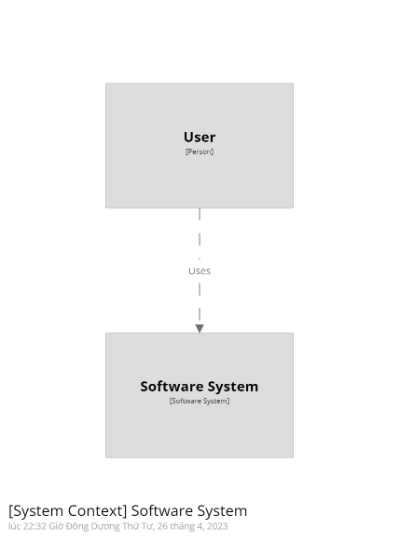 User
[Person]
Uses
Software System
[Software System]
[System Context] Software System
lúc 22:32 Giờ Đông Dương Thứ Tư, 26 tháng 4, 2023